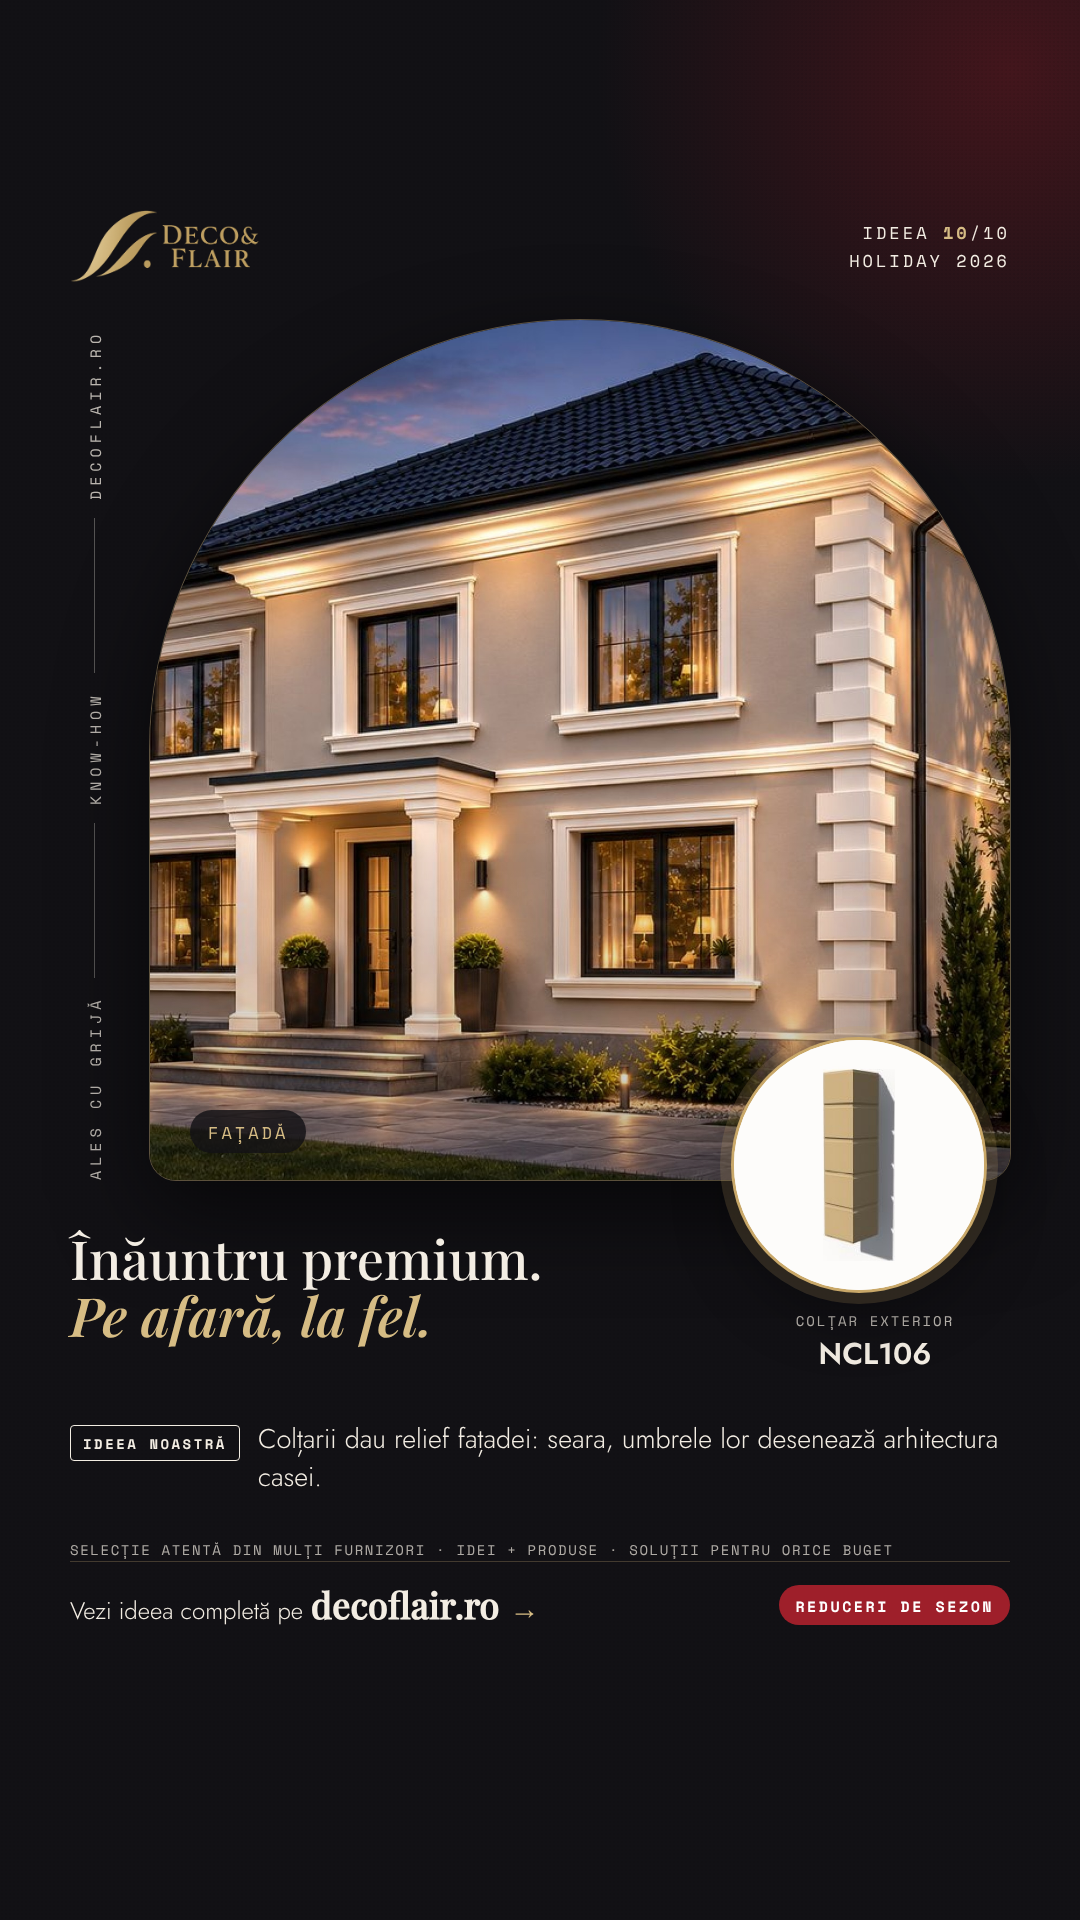 DECO&
FLAIR
IDEEA 10/10
HOLIDAY 2026
DECOFLAIR.RO
KNOW-HOW
ALES CU GRIJĂ
FAȚADĂ
Înăuntru premium.
Pe afară, la fel.
COLȚAR EXTERIOR
NCL106
IDEEA NOASTRĂ
Colțarii dau relief fațadei: seara, umbrele lor desenează arhitectura
casei.
SELECȚIE ATENTĂ DIN MULȚI FURNIZORI · IDEI + PRODUSE · SOLUȚII PENTRU ORICE BUGET
Vezi ideea completă pe decoflair.ro →
REDUCERI DE SEZON